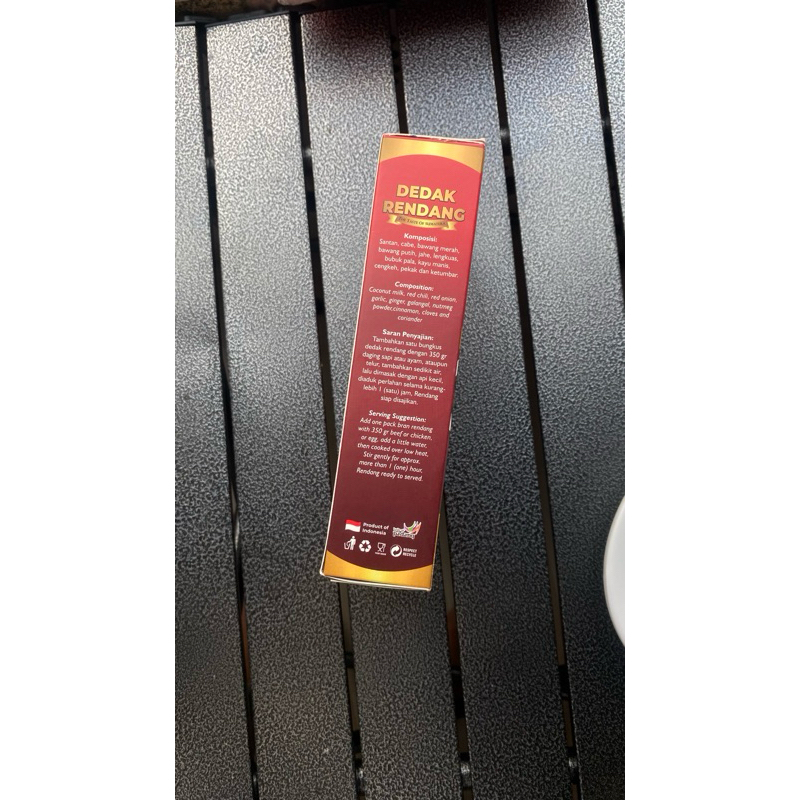 DEDAK
RENDANG
Komposisi:
Santan, cabe, bawang merah,
bawang putih, jahe, lengkuas,
bubuk pala, kayu manis,
cengkeh, pekak dan ketumbar.
Composition:
Coconut milk, red chili, red onion,
garlic, ginger, galangal, nutmeg
powder,cinnamon, cloves and
coriander
Saran Penyajian:
Tambahkan satu bungkus
dedak rendang dengan 350 gr
daging sapi atau ayam, ataupun
telur, tambahkan sedikit air,
lalu dimasak dengan api kecil,
diaduk perlahan selama kurang-
lebih 1 (satu) jam, Rendang
siap disajikan.
Serving Suggestion:
Add one pack bran rendang
with 350 gr beef or chicken,
or egg, add a little water,
then cooked over low heat,
Stir gently for approx.
more than 1 (one) hour,
Rendang ready to served.
Product of
Indonesia
RESPECT
RECYCLE